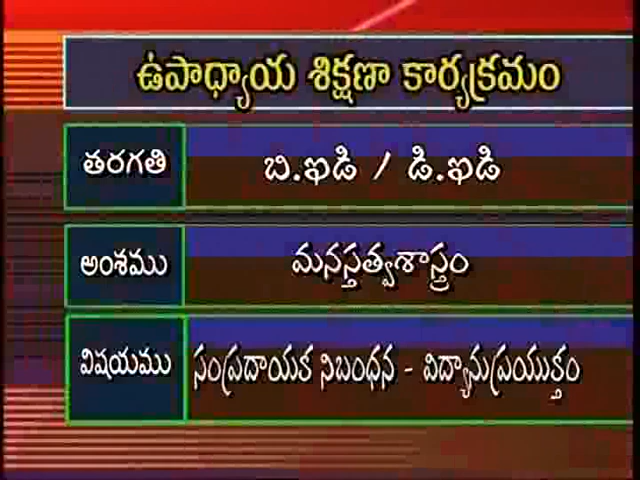 ఉపాధ్యాయ శిక్షణా కార్యక్రమం
తరగతి బి.ఇడి / డి.ఇడి
అంశము మనస్తత్వశాస్త్రం
విషయము సంప్రదాయక నిబంధన - విద్యానుప్రయుక్తం